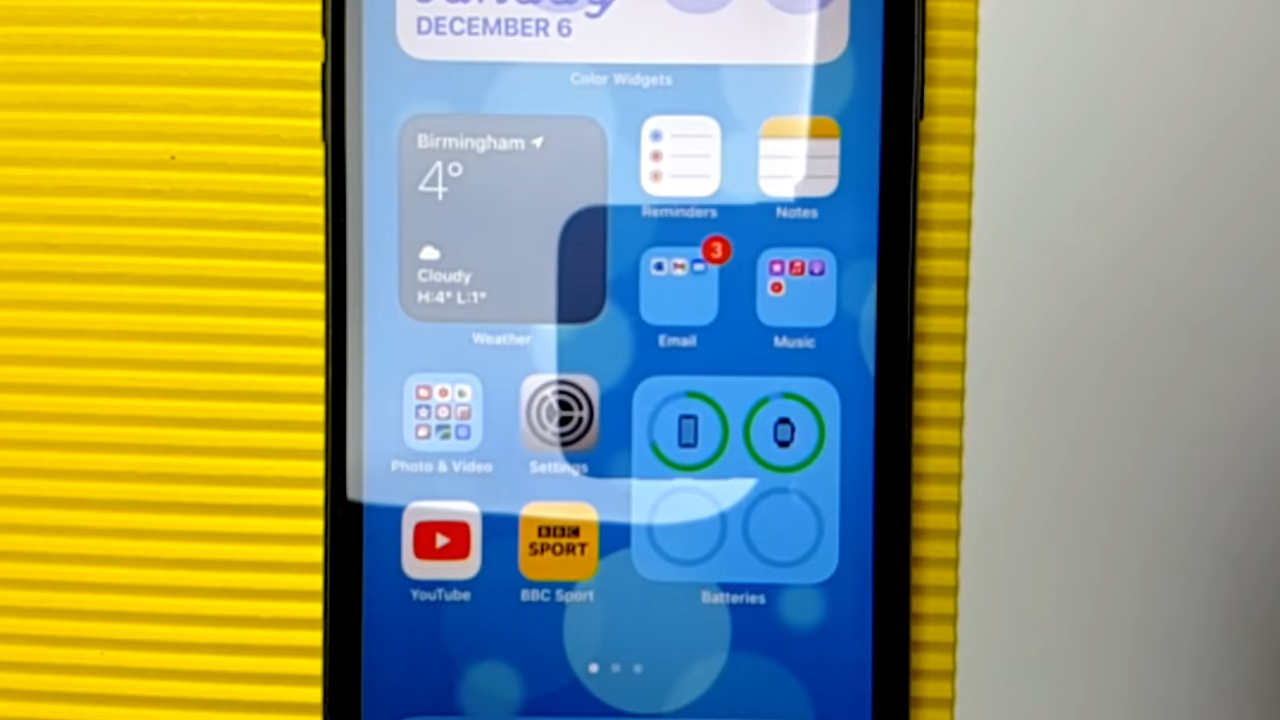 DECEMBER 6
Color Widgets
Birmingham
4°
Cloudy
H:4° L:1°
Weather
Reminders
Notes
3
Email
Music
Photo & Video
Settings
BBC
SPORT
YouTube
BBC Sport
Batteries